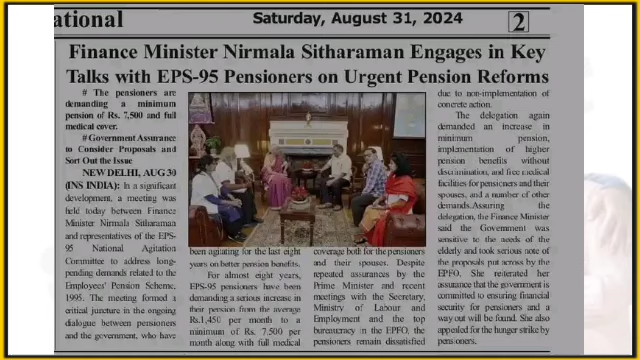 ational
Saturday, August 31, 2024
2
Finance Minister Nirmala Sitharaman Engages in Key
Talks with EPS-95 Pensioners on Urgent Pension Reforms
# The pensioners are
demanding a minimum
pension of Rs. 7,500 and full
medical cover.
# Government Assurance
to Consider Proposals and
Sort Out the Issue
NEW DELHI, AUG 30
(INS INDIA): In a significant
development, a meeting was
held today between Finance
Minister Nirmala Sitharaman
and representatives of the EPS-
95 National Agitation
Committee to address long-
pending demands related to the
Employees' Pension Scheme,
1995. The meeting formed a
critical juncture in the ongoing
dialogue between pensioners
and the government, who have
been agitating for the last eight
years on better pension benefits.
For almost eight years,
EPS-95 pensioners have been
demanding a serious increase in
their pension from the average
Rs.1,450 per month to a
minimum of Rs. 7,500 per
month along with full medical
coverage both for the pensioners
and their spouses. Despite
repeated assurances by the
Prime Minister and recent
meetings with the Secretary,
Ministry of Labour and
Employment and the top
bureaucracy in the EPFO, the
pensioners remain dissatisfied
due to non-implementation of
concrete action.
The delegation again
demanded an increase in
minimum pension,
implementation of higher
pension benefits without
discrimination, and free medical
facilities for pensioners and their
spouses, and a number of other
demands.Assuring the
delegation, the Finance Minister
said the Government was
sensitive to the needs of the
elderly and took serious note of
the proposals put across by the
EPFO. She reiterated her
assurance that the government is
committed to ensuring financial
security for pensioners and a
way out will be found. She also
appealed for the hunger strike by
pensioners.